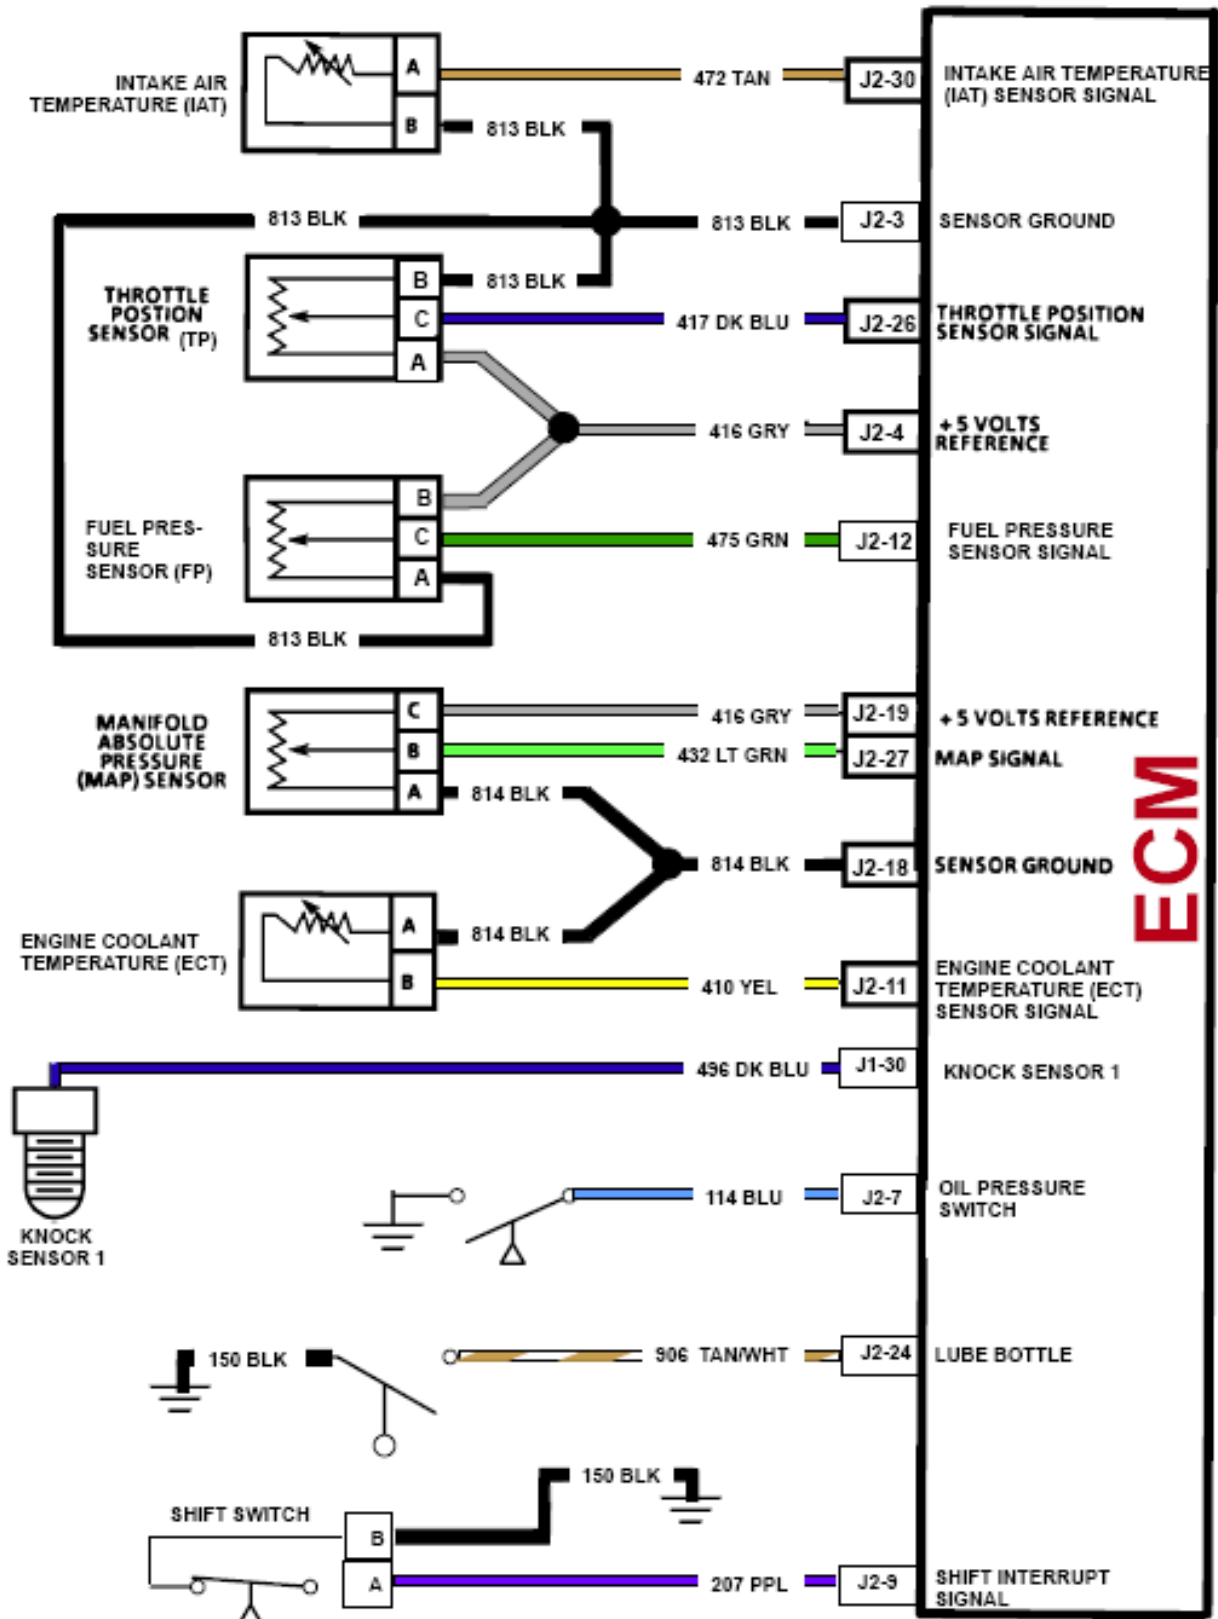 INTAKE AIR
TEMPERATURE (IAT)
A
B
472 TAN
J2-30
INTAKE AIR TEMPERATURE
(IAT) SENSOR SIGNAL
813 BLK
813 BLK
813 BLK
J2-3
SENSOR GROUND
THROTTLE
POSTION
SENSOR (TP)
B
C
A
813 BLK
417 DK BLU
J2-26
THROTTLE POSITION
SENSOR SIGNAL
416 GRY
J2-4
+ 5 VOLTS
REFERENCE
FUEL PRES-
SURE
SENSOR (FP)
B
C
A
475 GRN
J2-12
FUEL PRESSURE
SENSOR SIGNAL
813 BLK
MANIFOLD
ABSOLUTE
PRESSURE
(MAP) SENSOR
C
B
A
416 GRY
J2-19
+ 5 VOLTS REFERENCE
432 LT GRN
J2-27
MAP SIGNAL
814 BLK
814 BLK
J2-18
SENSOR GROUND
ECM
ENGINE COOLANT
TEMPERATURE (ECT)
A
B
814 BLK
410 YEL
J2-11
ENGINE COOLANT
TEMPERATURE (ECT)
SENSOR SIGNAL
496 DK BLU
J1-30
KNOCK SENSOR 1
KNOCK
SENSOR 1
114 BLU
J2-7
OIL PRESSURE
SWITCH
150 BLK
906 TAN/WHT
J2-24
LUBE BOTTLE
150 BLK
SHIFT SWITCH
B
A
207 PPL
J2-9
SHIFT INTERRUPT
SIGNAL